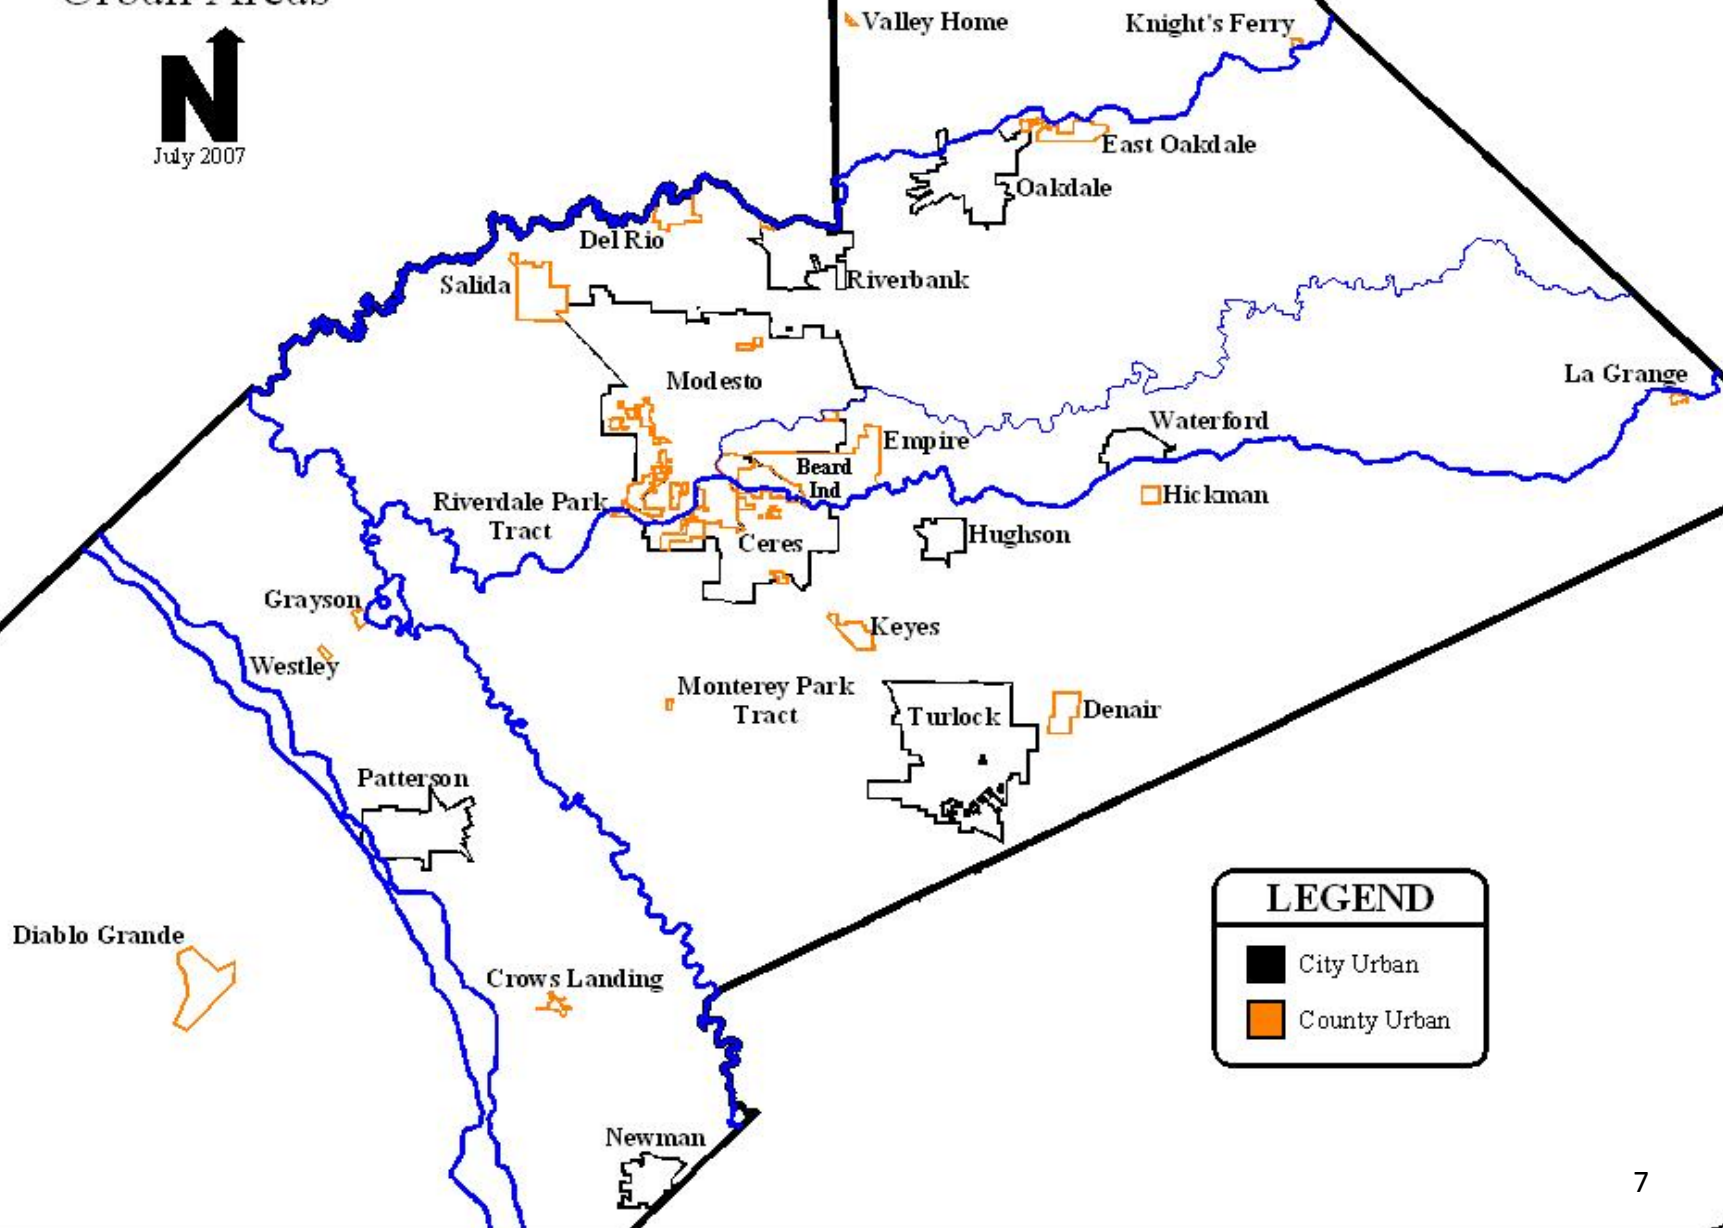 Urban Areas
N
July 2007
Valley Home
Knight's Ferry
East Oakdale
Oakdale
Del Rio
Salida
Riverbank
Modesto
La Grange
Waterford
Empire
Beard
Ind
Hickman
Riverdale Park
Tract
Hughson
Ceres
Grayson
Keyes
Westley
Monterey Park
Tract
Turlock
Denair
Patterson
LEGEND
City Urban
County Urban
Diablo Grande
Crows Landing
Newman
7